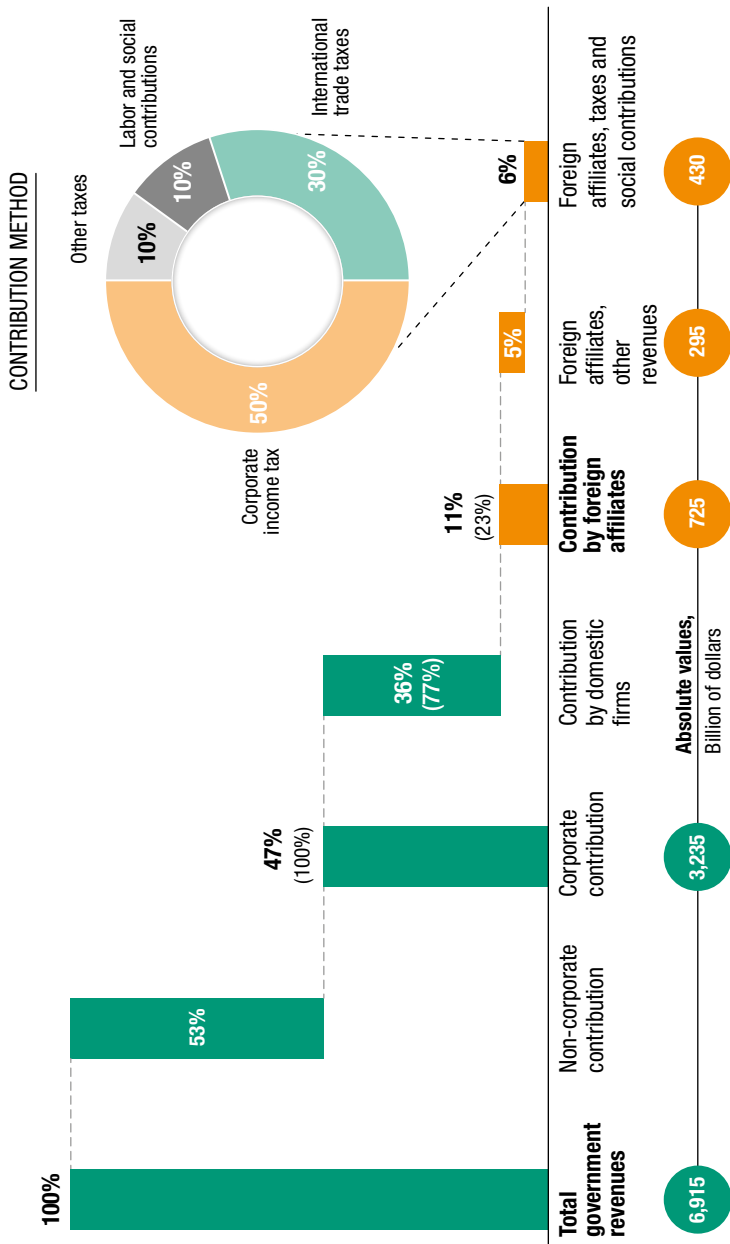 CONTRIBUTION METHOD
Other taxes
Labor and social
contributions
10%
10%
30%
International
trade taxes
50%
Corporate
income tax
100%
53%
47%
(100%)
36%
(77%)
11%
(23%)
5%
6%
Total
government
revenues
Non-corporate
contribution
Corporate
contribution
Contribution
by domestic
firms
Contribution
by foreign
affiliates
Foreign
affiliates,
other
revenues
Foreign
affiliates, taxes and
social contributions
6,915
3,235
Absolute values,
Billion of dollars
725
295
430